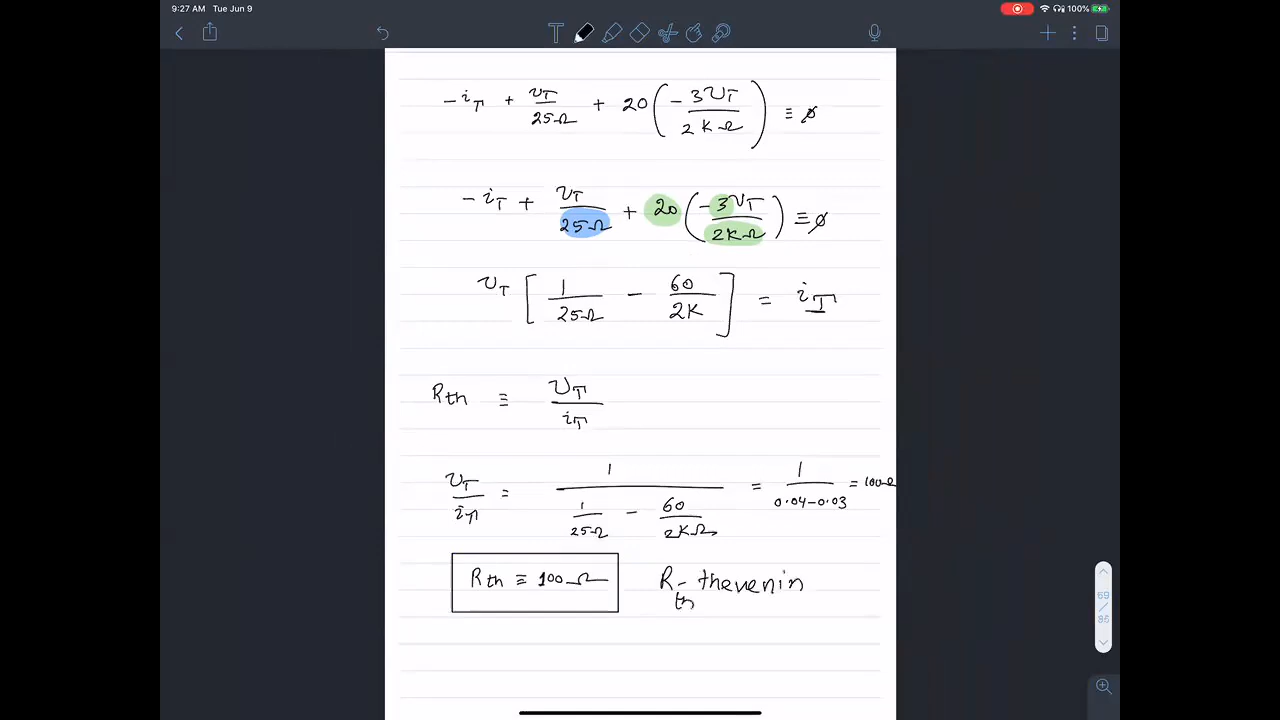 9:27 AM Tue Jun 9
100%
T
-i_T + v_T/25Ω + 20(-3v_T/2KΩ) ≡ ∅
-i_T + v_T/25Ω + 20(-3v_T/2KΩ) ≡ ∅
v_T [1/25Ω - 60/2K] = i_T
R_th ≡ v_T/i_T
v_T/i_T = 1/(1/25Ω - 60/2KΩ) = 1/(0.04-0.03) = 100Ω
R_th ≡ 100Ω R_th - thevenin
69
/
86